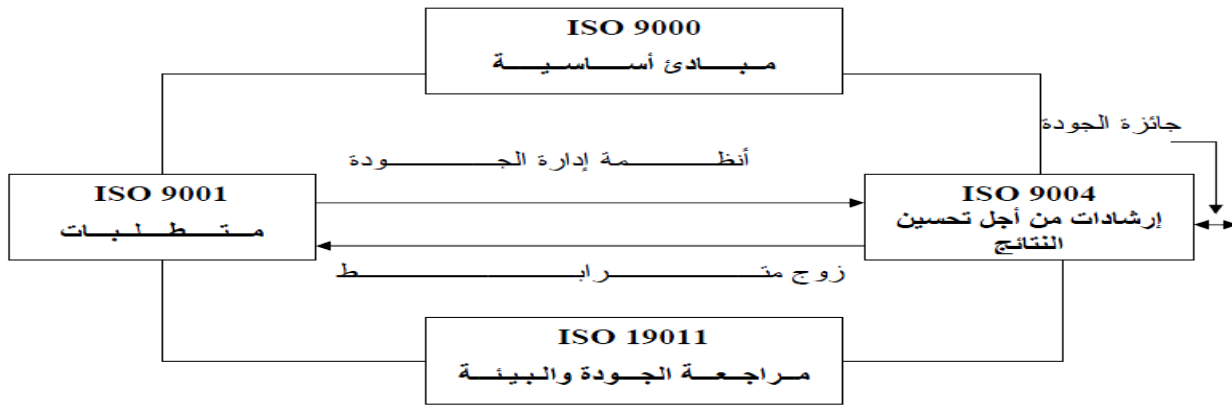 ISO 9000
مبادئ أساسية
جائزة الجودة
أنظمة إدارة الجودة
ISO 9001
متطلبات
ISO 9004
إرشادات من أجل تحسين
النتائج
زوج مترابط
ISO 19011
مراجعة الجودة والبيئة